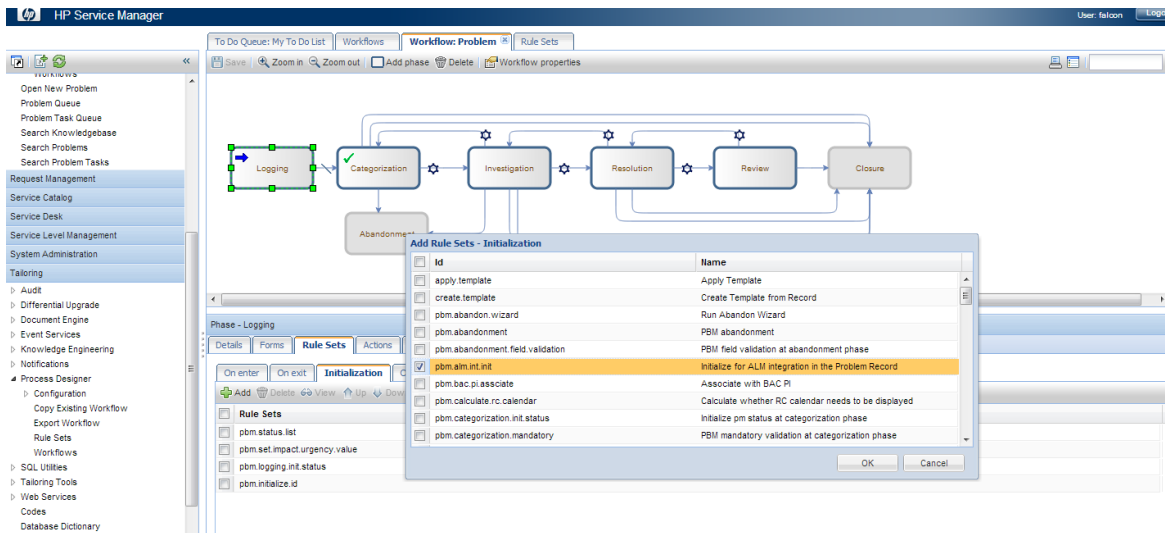 hp HP Service Manager
User: falcon
To Do Queue: My To Do List
Workflows
Workflow: Problem
Rule Sets
Save
Zoom in
Zoom out
Add phase
Delete
Workflow properties
Workflows
Open New Problem
Problem Queue
Problem Task Queue
Search Knowledgebase
Search Problems
Search Problem Tasks
Request Management
Service Catalog
Service Desk
Service Level Management
System Administration
Tailoring
Audit
Differential Upgrade
Document Engine
Event Services
Knowledge Engineering
Notifications
Process Designer
Configuration
Copy Existing Workflow
Export Workflow
Rule Sets
Workflows
SQL Utilities
Tailoring Tools
Web Services
Codes
Database Dictionary
Logging
Categorization
Investigation
Resolution
Review
Closure
Abandonment
Phase - Logging
Details
Forms
Rule Sets
Actions
On enter
On exit
Initialization
Add
Delete
View
Up
Dow
Rule Sets
pbm.status.list
pbm.set.impact.urgency.value
pbm.logging.init.status
pbm.initialize.id
Add Rule Sets - Initialization
Id Name
apply.template Apply Template
create.template Create Template from Record
pbm.abandon.wizard Run Abandon Wizard
pbm.abandonment PBM abandonment
pbm.abandonment.field.validation PBM field validation at abandonment phase
pbm.alm.int.init Initialize for ALM integration in the Problem Record
pbm.bac.pi.assciate Associate with BAC PI
pbm.calculate.rc.calendar Calculate whether RC calendar needs to be displayed
pbm.categorization.init.status Initialize pm status at categorization phase
pbm.categorization.mandatory PBM mandatory validation at categorization phase
OK
Cancel